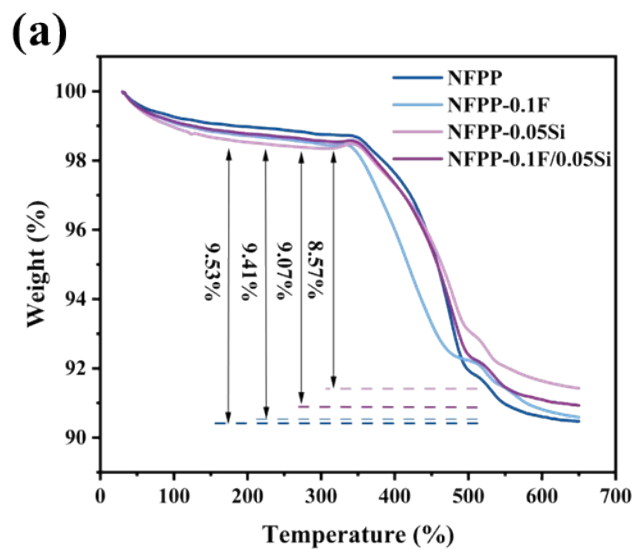 (a)
NFPP
NFPP-0.1F
NFPP-0.05Si
NFPP-0.1F/0.05Si
100
98
96
94
92
90
Weight (%)
9.53%
9.41%
9.07%
8.57%
0 100 200 300 400 500 600 700
Temperature (%)